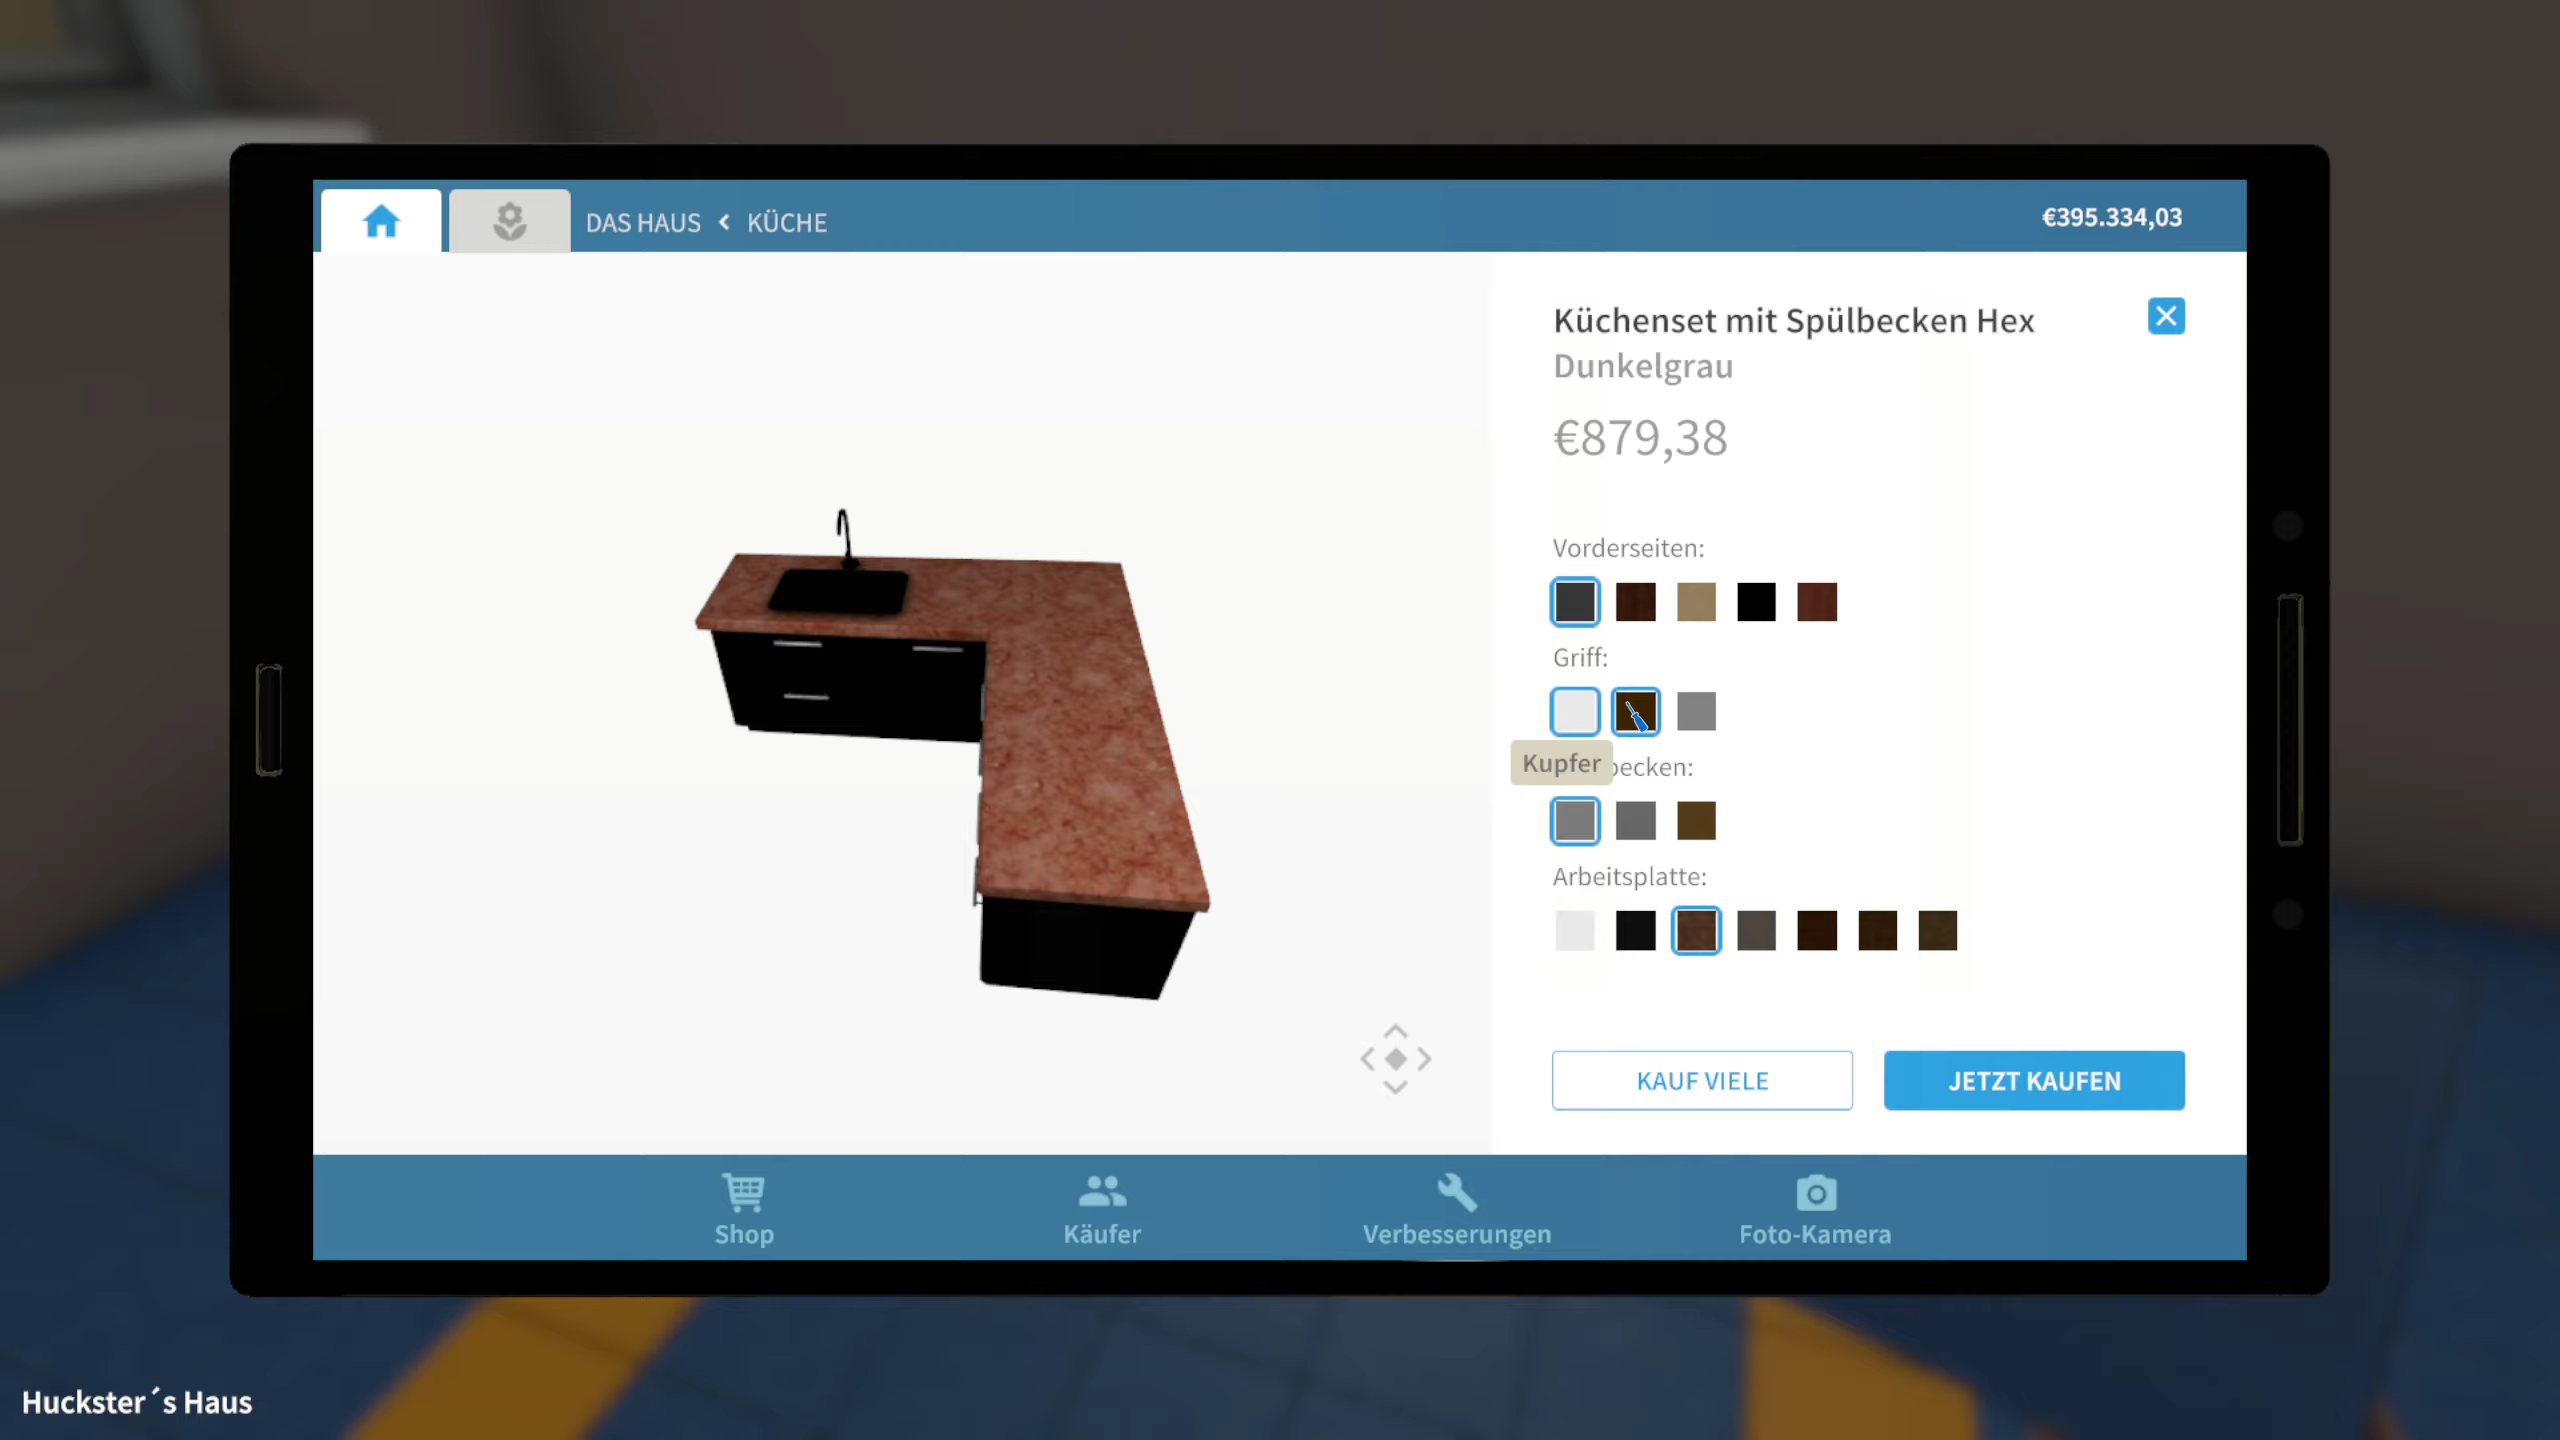 DAS HAUS < KÜCHE
€395.334,03
Küchenset mit Spülbecken Hex
Dunkelgrau
€879,38
Vorderseiten:
Griff:
Kupfer
becken:
Arbeitsplatte:
KAUF VIELE
JETZT KAUFEN
Shop
Käufer
Verbesserungen
Foto-Kamera
Huckster´s Haus